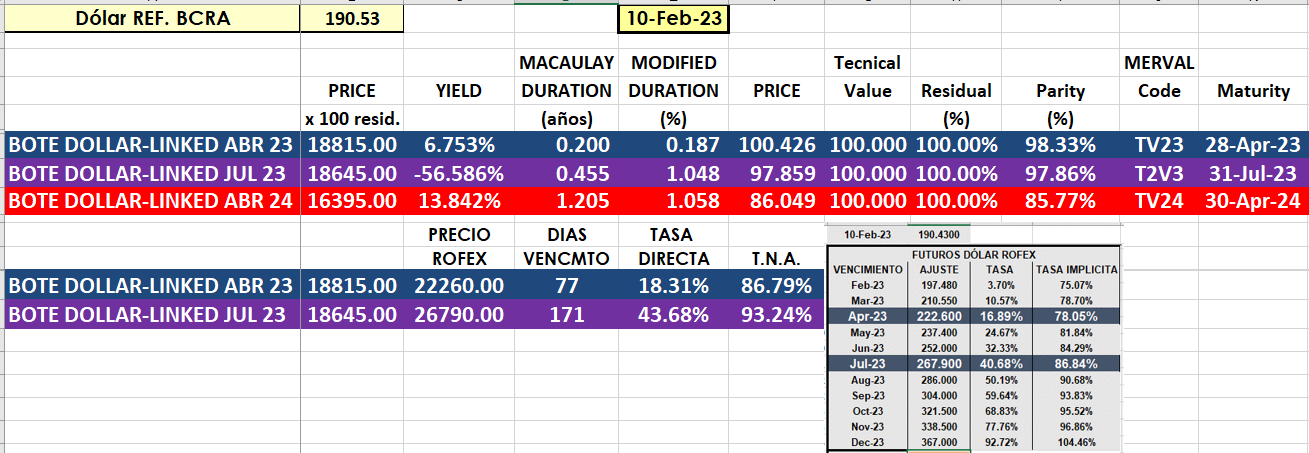 Dólar REF. BCRA 190.53 10-Feb-23
MACAULAY MODIFIED Tecnical MERVAL
PRICE YIELD DURATION DURATION PRICE Value Residual Parity Code Maturity
x 100 resid. (años) (%) (%) (%)
BOTE DOLLAR-LINKED ABR 23 18815.00 6.753% 0.200 0.187 100.426 100.000 100.00% 98.33% TV23 28-Apr-23
BOTE DOLLAR-LINKED JUL 23 18645.00 -56.586% 0.455 1.048 97.859 100.000 100.00% 97.86% T2V3 31-Jul-23
BOTE DOLLAR-LINKED ABR 24 16395.00 13.842% 1.205 1.058 86.049 100.000 100.00% 85.77% TV24 30-Apr-24
PRECIO DIAS TASA
ROFEX VENCMTO DIRECTA T.N.A.
BOTE DOLLAR-LINKED ABR 23 18815.00 22260.00 77 18.31% 86.79%
BOTE DOLLAR-LINKED JUL 23 18645.00 26790.00 171 43.68% 93.24%
10-Feb-23 190.4300
FUTUROS DÓLAR ROFEX
VENCIMIENTO AJUSTE TASA TASA IMPLICITA
Feb-23 197.480 3.70% 75.07%
Mar-23 210.550 10.57% 78.70%
Apr-23 222.600 16.89% 78.05%
May-23 237.400 24.67% 81.84%
Jun-23 252.000 32.33% 84.29%
Jul-23 267.900 40.68% 86.84%
Aug-23 286.000 50.19% 90.68%
Sep-23 304.000 59.64% 93.83%
Oct-23 321.500 68.83% 95.52%
Nov-23 338.500 77.76% 96.86%
Dec-23 367.000 92.72% 104.46%